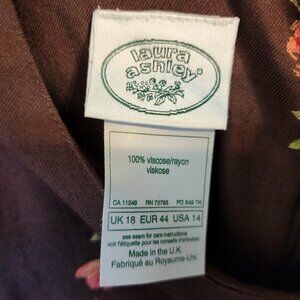 laura
ashley®
100% viscose/rayon
viskose
CA 11249 RN 73785 PO 849 TK
UK 18 EUR 44 USA 14
see seam for care instructions
voir l'étiquette pour les conseils d'entretien
Made in the U.K.
Fabriqué au Royaume-Uni.